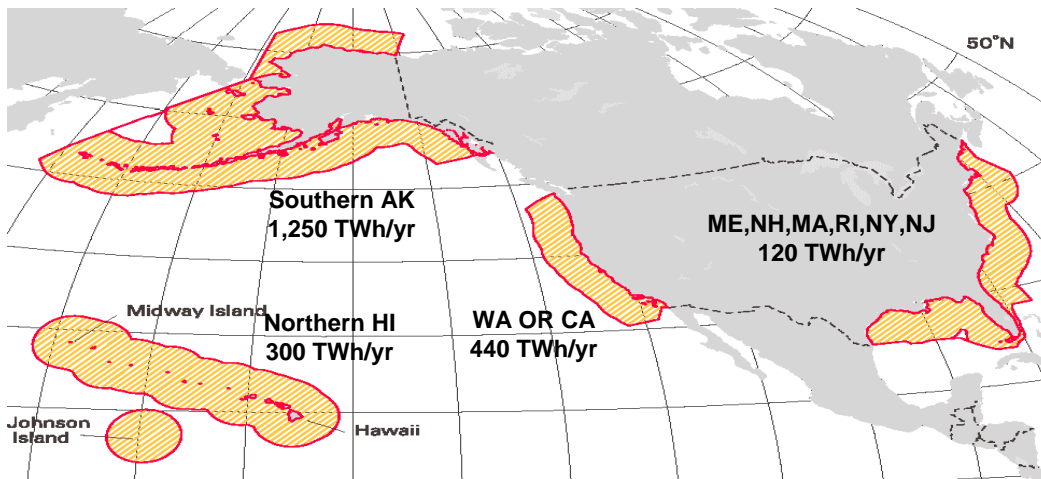 50°N
Southern AK
1,250 TWh/yr
ME,NH,MA,RI,NY,NJ
120 TWh/yr
Midway Island
Northern HI
300 TWh/yr
WA OR CA
440 TWh/yr
Johnson
Island
Hawaii